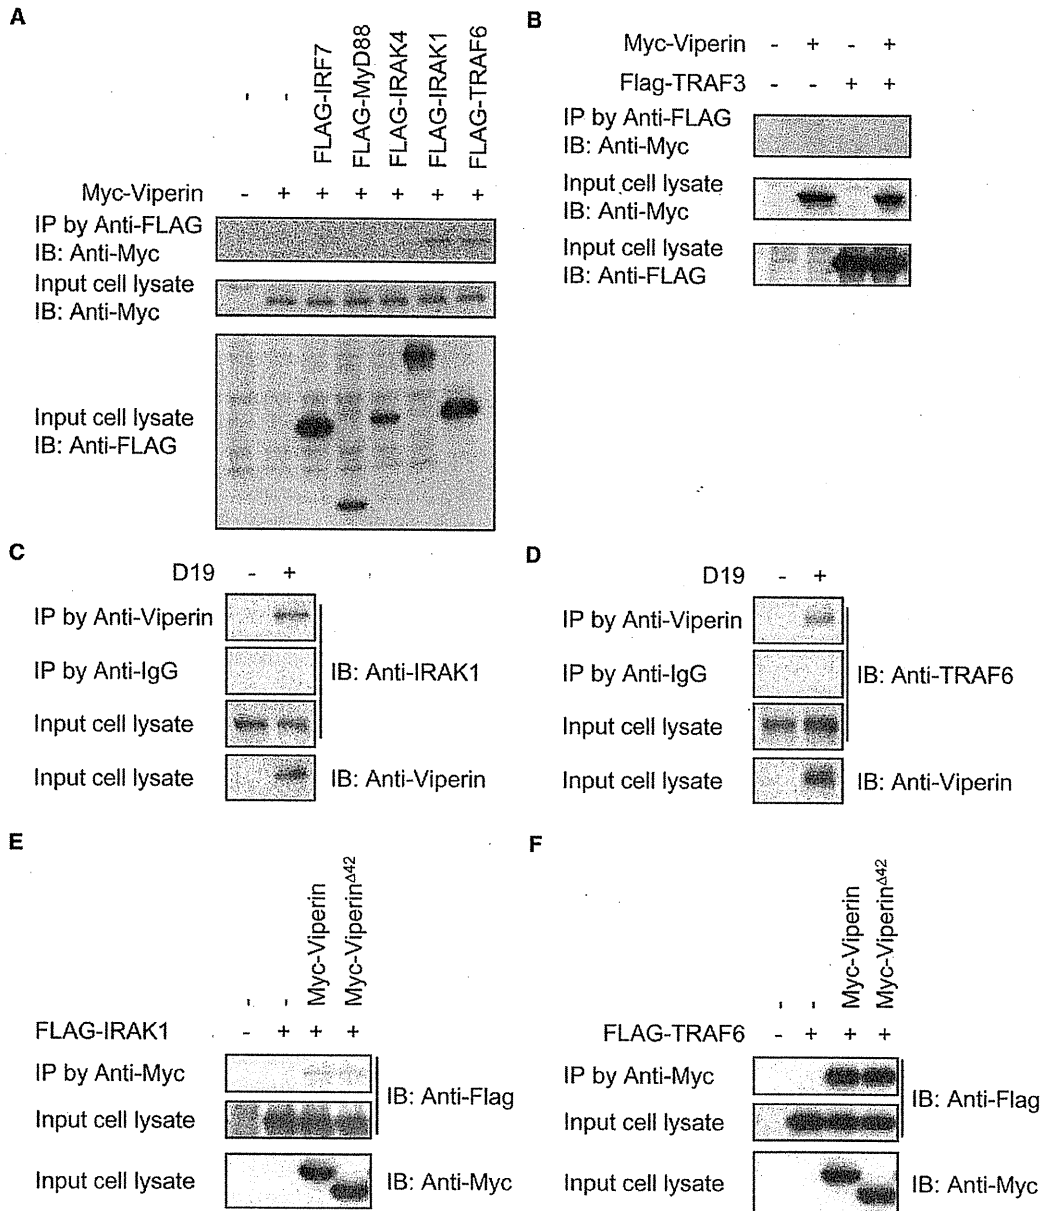 A
- - FLAG-IRF7 FLAG-MyD88 FLAG-IRAK4 FLAG-IRAK1 FLAG-TRAF6
Myc-Viperin - + + + + + +
IP by Anti-FLAG
IB: Anti-Myc
Input cell lysate
IB: Anti-Myc
Input cell lysate
IB: Anti-FLAG
B
Myc-Viperin - + - +
Flag-TRAF3 - - + +
IP by Anti-FLAG
IB: Anti-Myc
Input cell lysate
IB: Anti-Myc
Input cell lysate
IB: Anti-FLAG
C
D19 - +
IP by Anti-Viperin
IP by Anti-IgG
IB: Anti-IRAK1
Input cell lysate
Input cell lysate
IB: Anti-Viperin
D
D19 - +
IP by Anti-Viperin
IP by Anti-IgG
IB: Anti-TRAF6
Input cell lysate
Input cell lysate
IB: Anti-Viperin
E
- - Myc-Viperin Myc-ViperinΔ42
FLAG-IRAK1 - + + +
IP by Anti-Myc
IB: Anti-Flag
Input cell lysate
Input cell lysate
IB: Anti-Myc
F
- - Myc-Viperin Myc-ViperinΔ42
FLAG-TRAF6 - + + +
IP by Anti-Myc
IB: Anti-Flag
Input cell lysate
Input cell lysate
IB: Anti-Myc